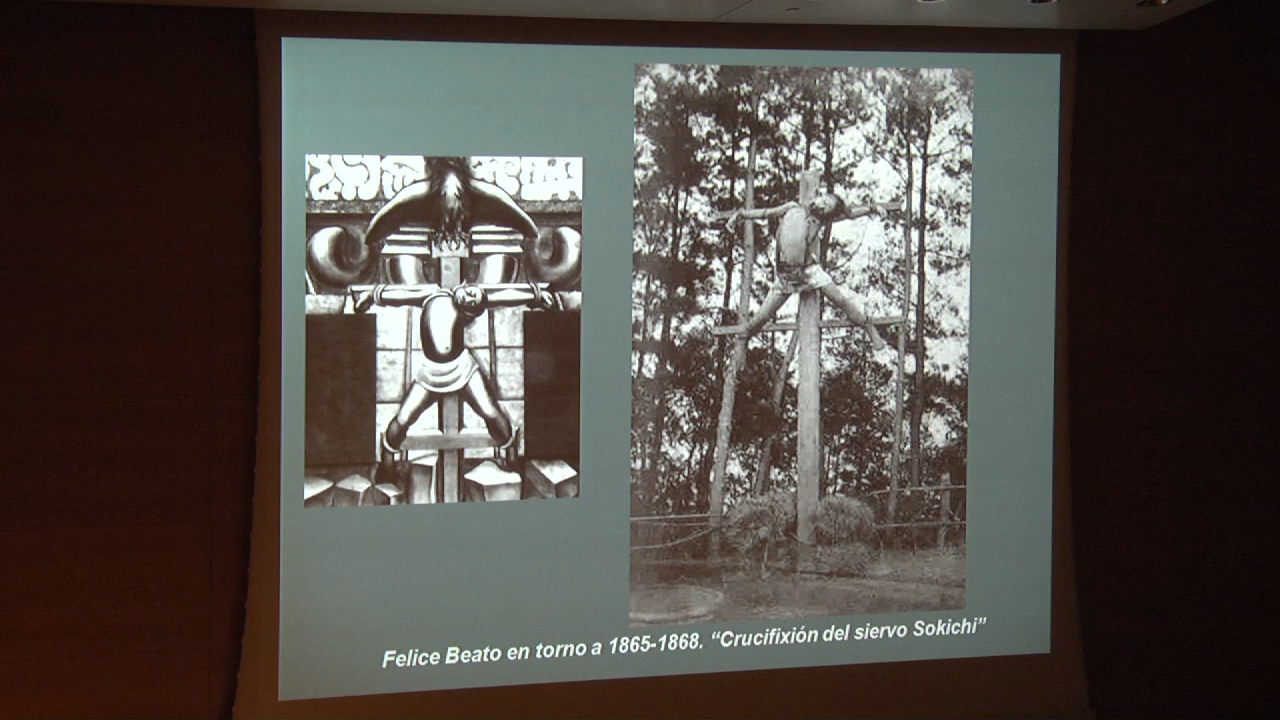 Felice Beato en torno a 1865-1868. “Crucifixión del siervo Sokichi”